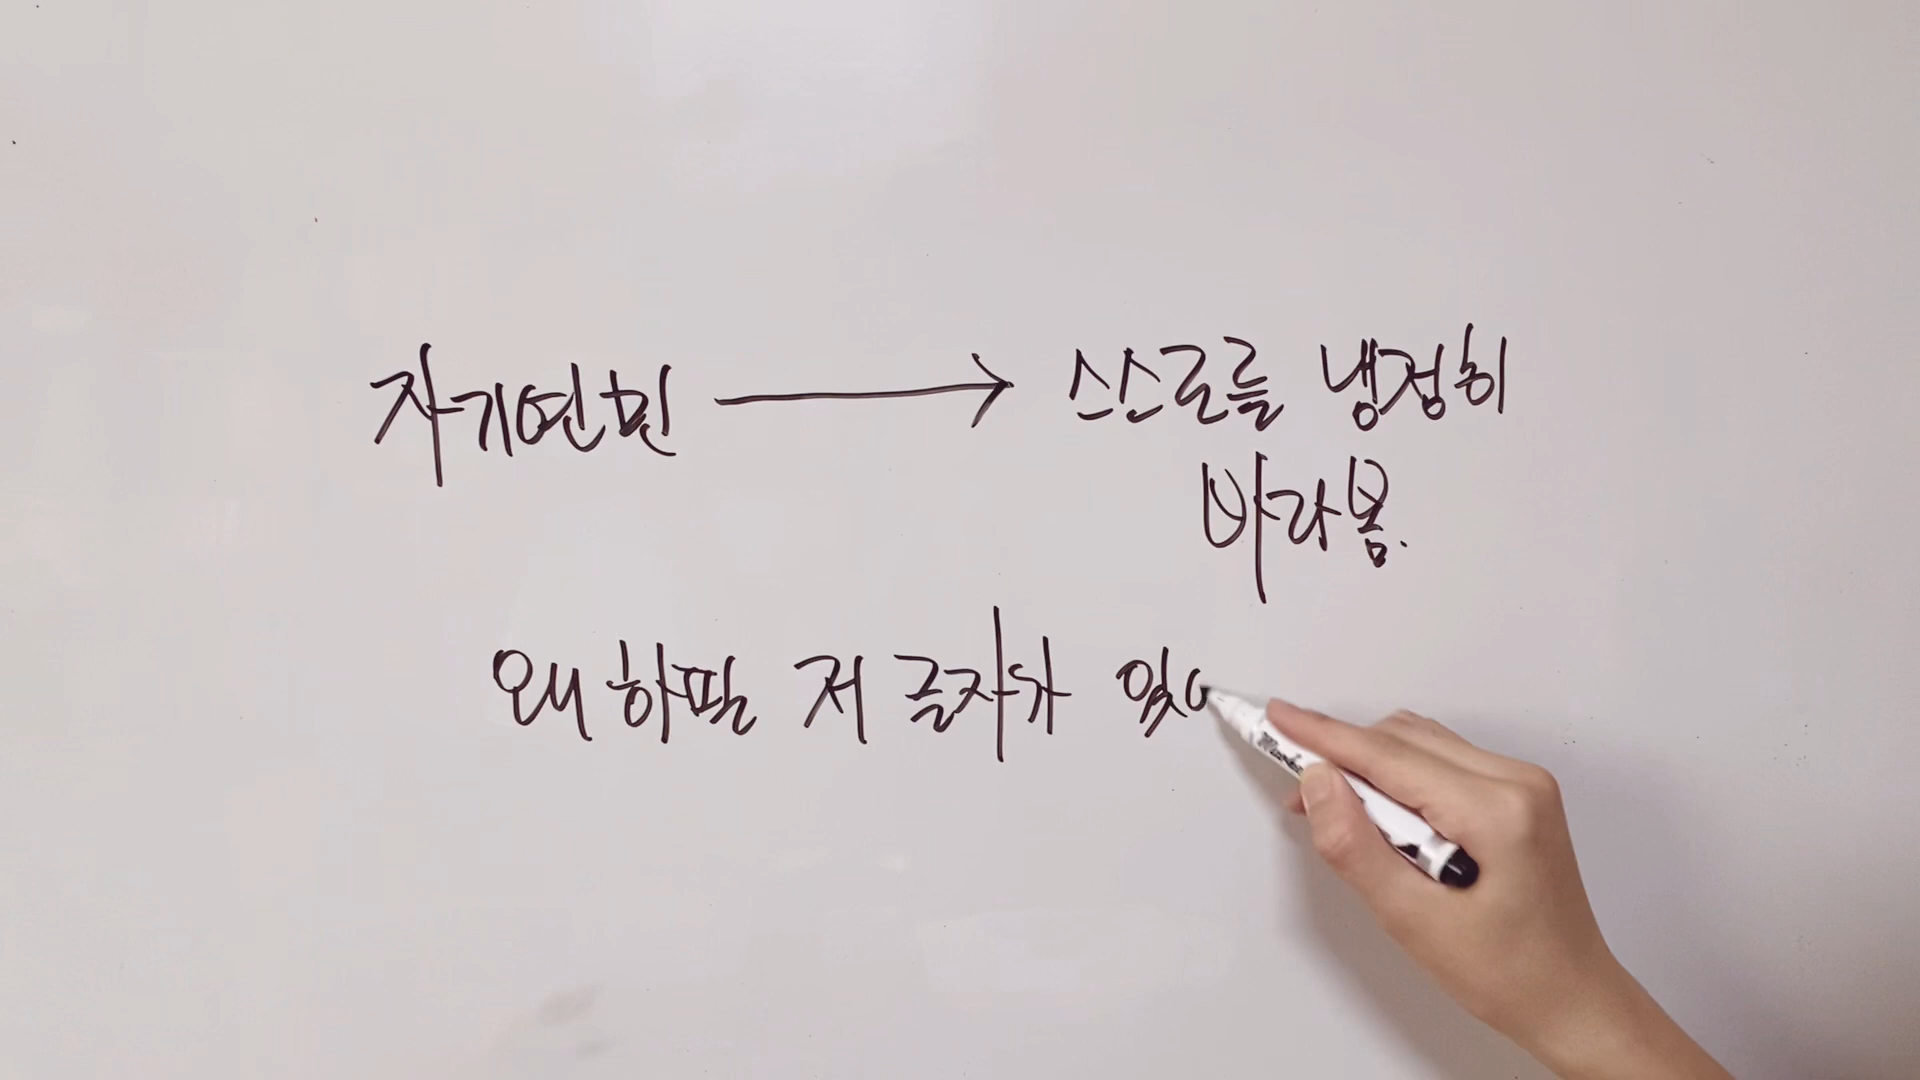 자기연민 → 스스로를 냉정히
바라봄.
왜 하필 저 글자가 있